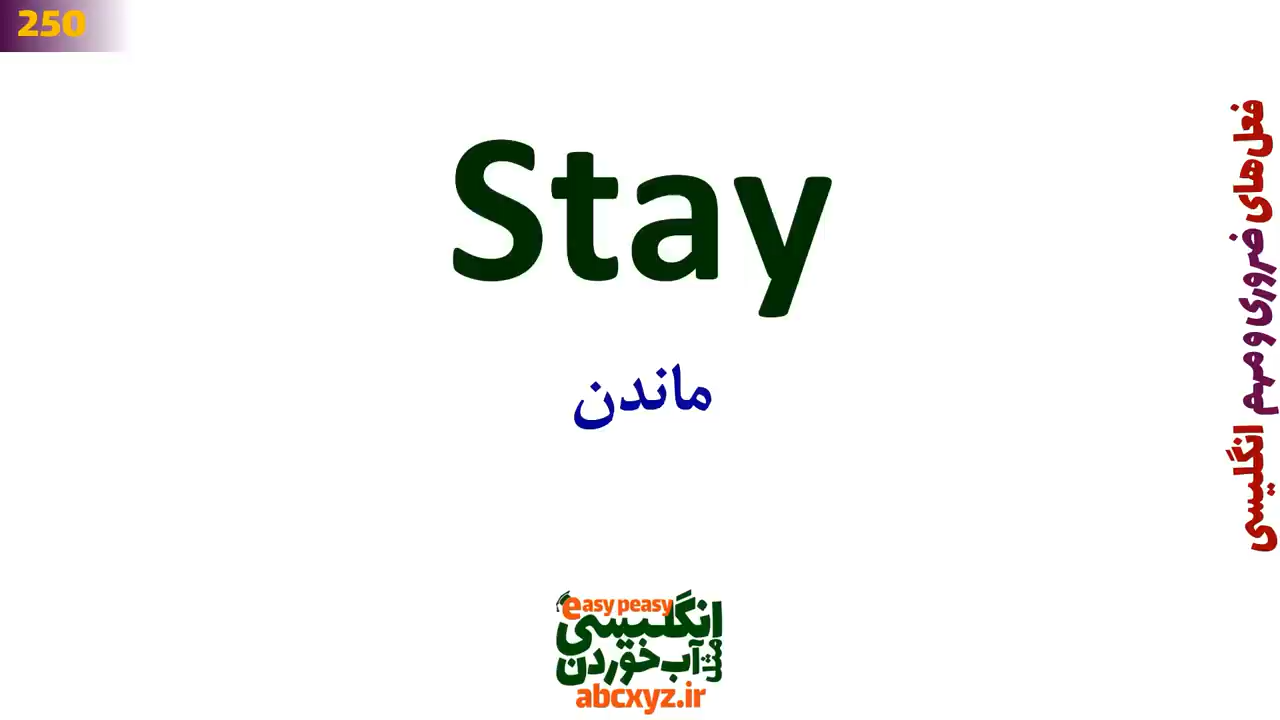 250
Stay
ماندن
فعل‌های ضروری و مهم انگلیسی
easy peasy
انگلیسی
مثل آب خوردن
abcxyz.ir